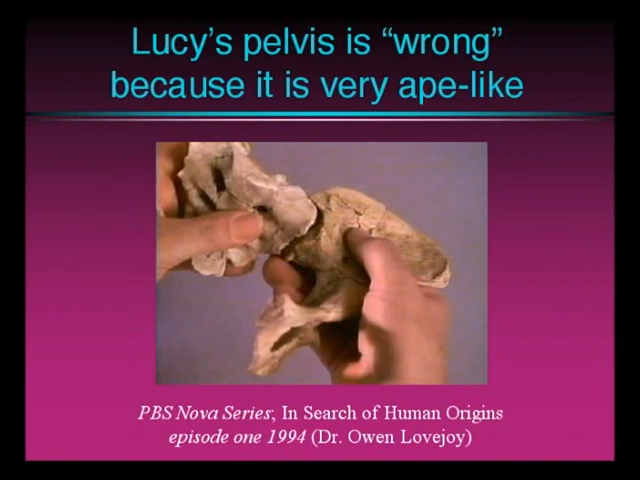 Lucy’s pelvis is “wrong”
because it is very ape-like
PBS Nova Series, In Search of Human Origins
episode one 1994 (Dr. Owen Lovejoy)